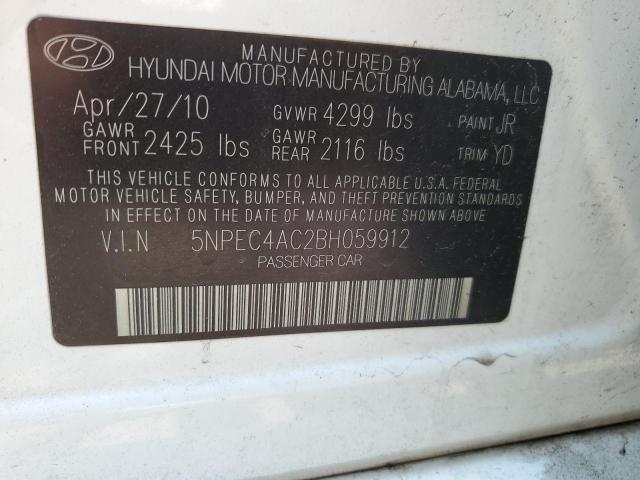 MANUFACTURED BY
HYUNDAI MOTOR MANUFACTURING ALABAMA, LLC
Apr/27/10 GVWR 4299 lbs PAINT JR
GAWR FRONT 2425 lbs GAWR REAR 2116 lbs TRIM YD
THIS VEHICLE CONFORMS TO ALL APPLICABLE U.S.A. FEDERAL
MOTOR VEHICLE SAFETY, BUMPER, AND THEFT PREVENTION STANDARDS
IN EFFECT ON THE DATE OF MANUFACTURE SHOWN ABOVE
V.I.N 5NPEC4AC2BH059912
PASSENGER CAR